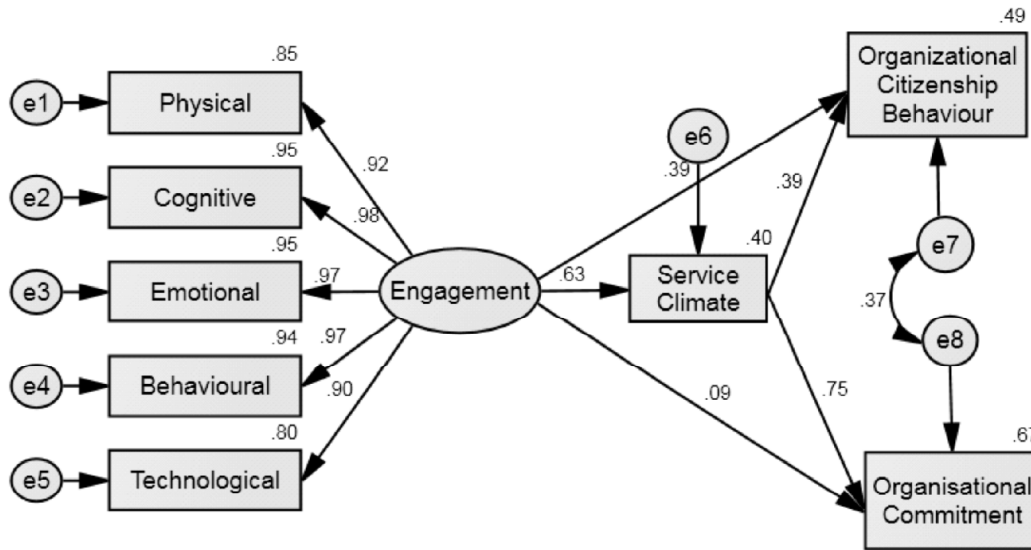 .49
.85
Organizational
Citizenship
Behaviour
e1
Physical
e6
.95
.92
.39
e2
Cognitive
.39
.98
.40
e7
.95
.97
.63
e3
Emotional
Engagement
Service
Climate
.37
.94
.97
e8
e4
Behavioural
.90
.09
.75
.80
.67
e5
Technological
Organisational
Commitment